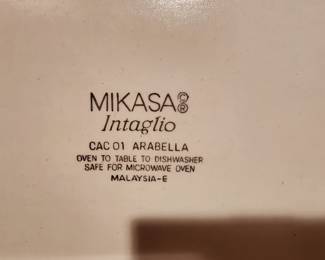 MIKASA ©®
Intaglio
CAC 01 ARABELLA
OVEN TO TABLE TO DISHWASHER
SAFE FOR MICROWAVE OVEN
MALAYSIA-E